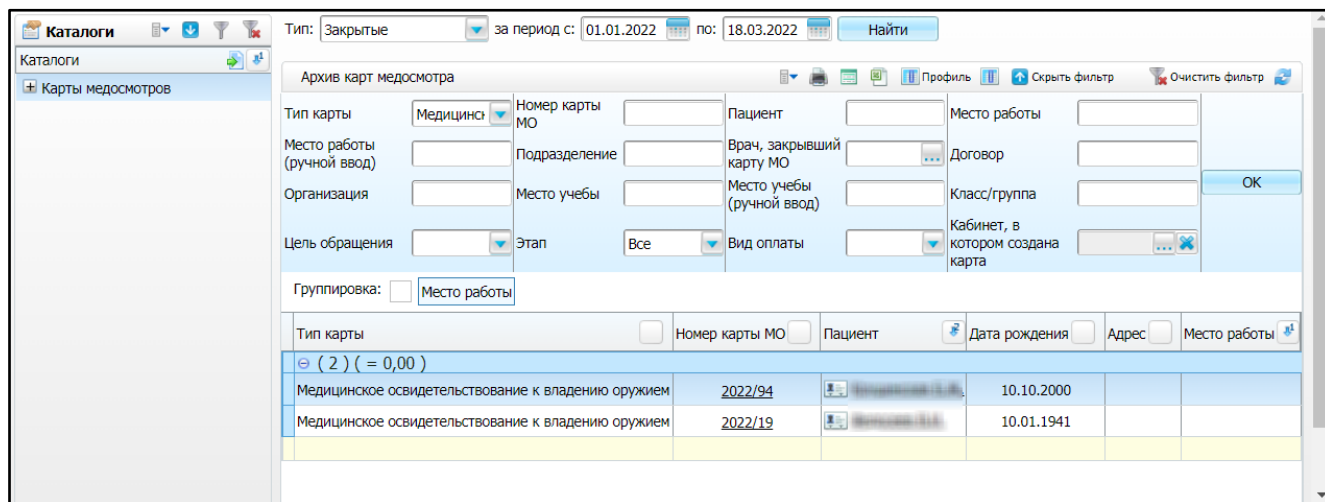 Каталоги
Каталоги
Карты медосмотров
Тип: Закрытые за период с: 01.01.2022 по: 18.03.2022 Найти
Архив карт медосмотра Профиль Скрыть фильтр Очистить фильтр
Тип карты Медицинск Номер карты МО Пациент Место работы
Место работы (ручной ввод) Подразделение Врач, закрывший карту МО ... Договор
Организация Место учебы Место учебы (ручной ввод) Класс/группа OK
Цель обращения Этап Все Вид оплаты Кабинет, в котором создана карта ...
Группировка: Место работы
Тип карты Номер карты МО Пациент 2 Дата рождения Адрес Место работы 1
( 2 ) ( = 0,00 )
Медицинское освидетельствование к владению оружием 2022/94 10.10.2000
Медицинское освидетельствование к владению оружием 2022/19 10.01.1941